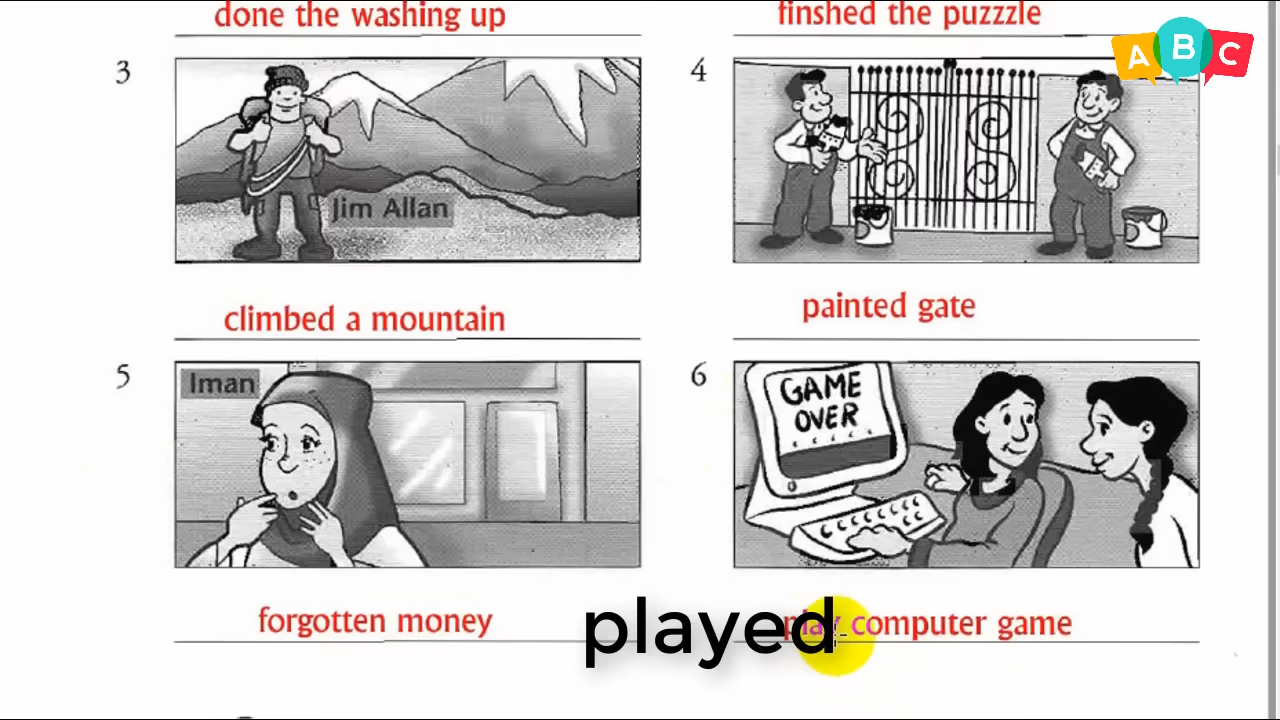 done the washing up
finshed the puzzzle
A B C
3
4
Jim Allan
climbed a mountain
painted gate
5
6
Iman
GAME
OVER
forgotten money
played
play computer game